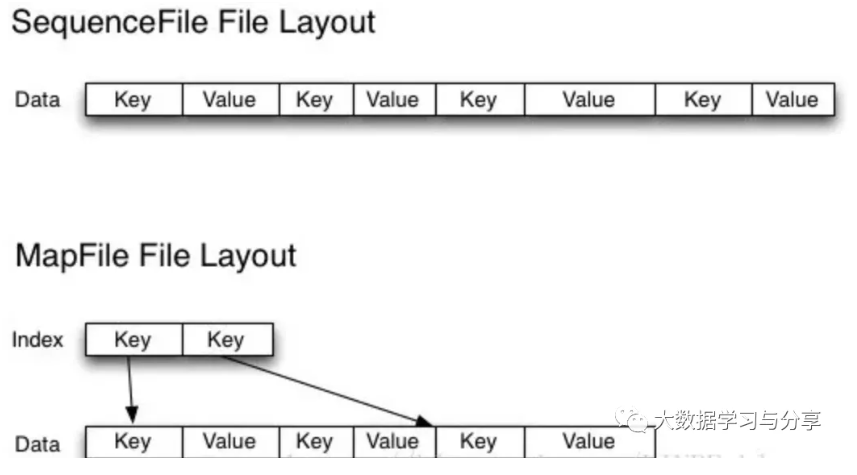 SequenceFile File Layout
Data Key Value Key Value Key Value Key Value
MapFile File Layout
Index Key Key
大数据学习与分享
Data Key Value Key Value Key Value